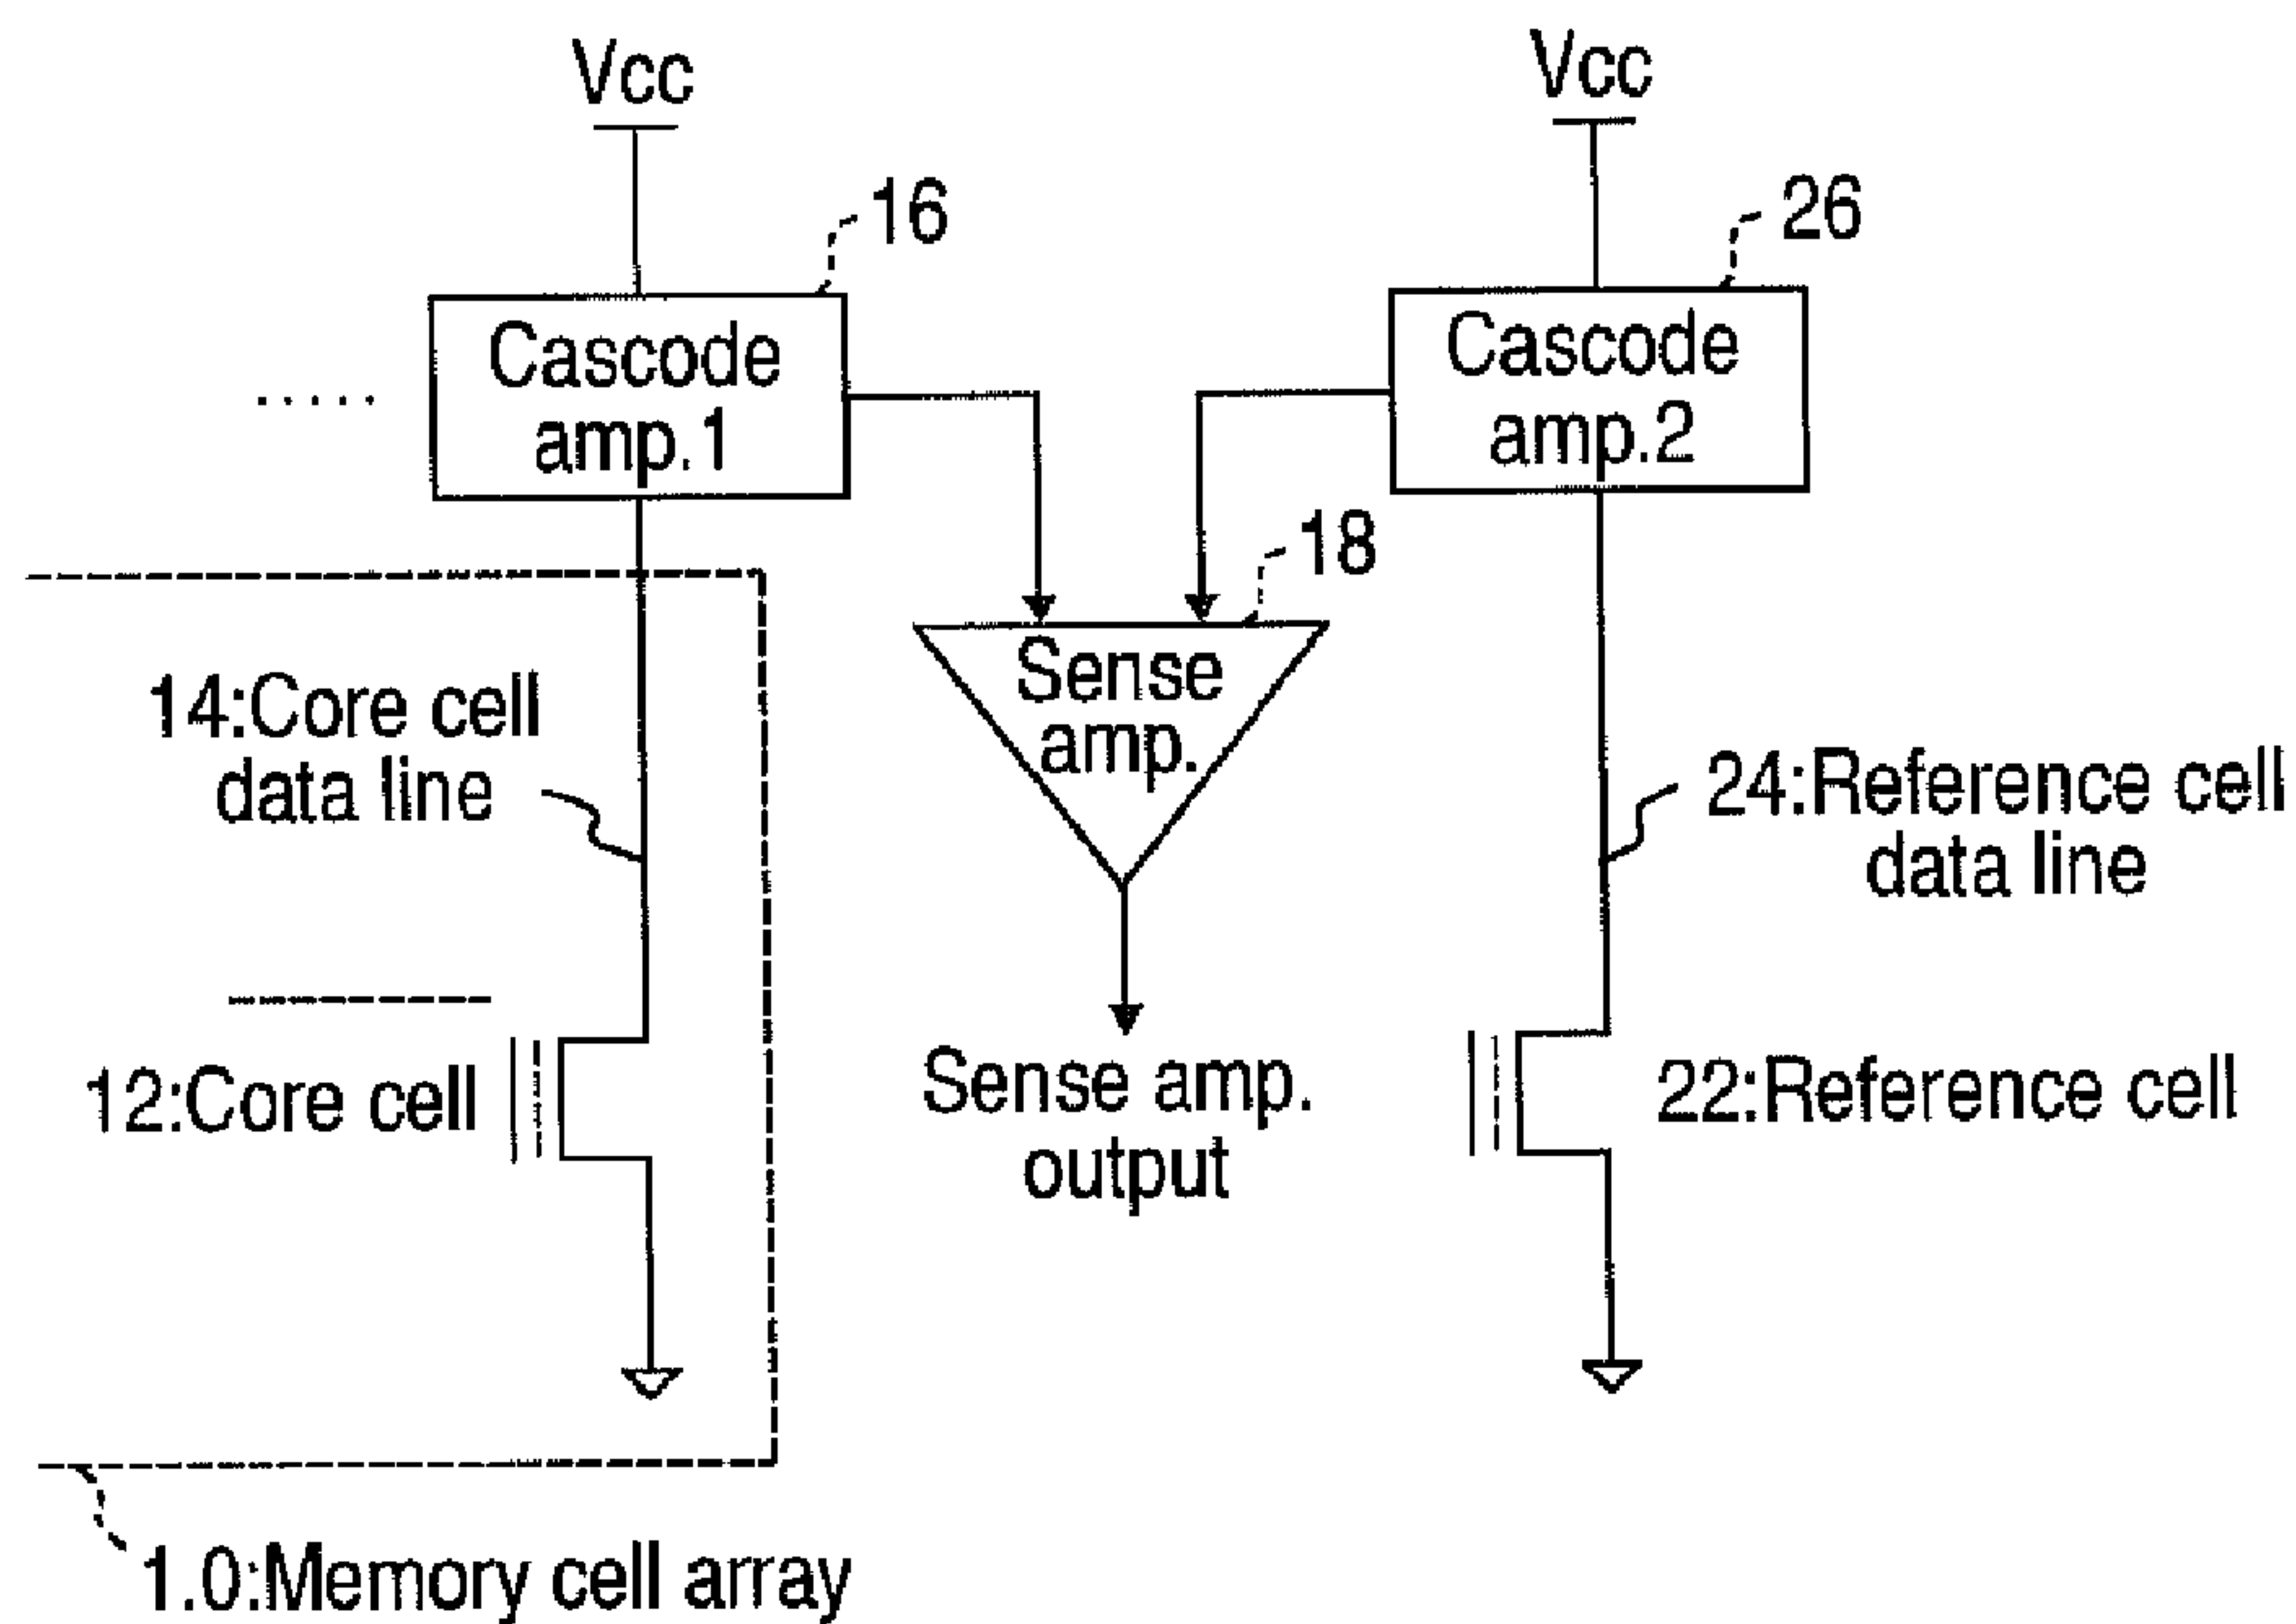 Vcc
Vcc
16
26
Cascode
amp.1
Cascode
amp.2
18
Sense
amp.
14:Core cell
data line
24:Reference cell
data line
12:Core cell
Sense amp.
output
22:Reference cell
1.0:Memory cell array